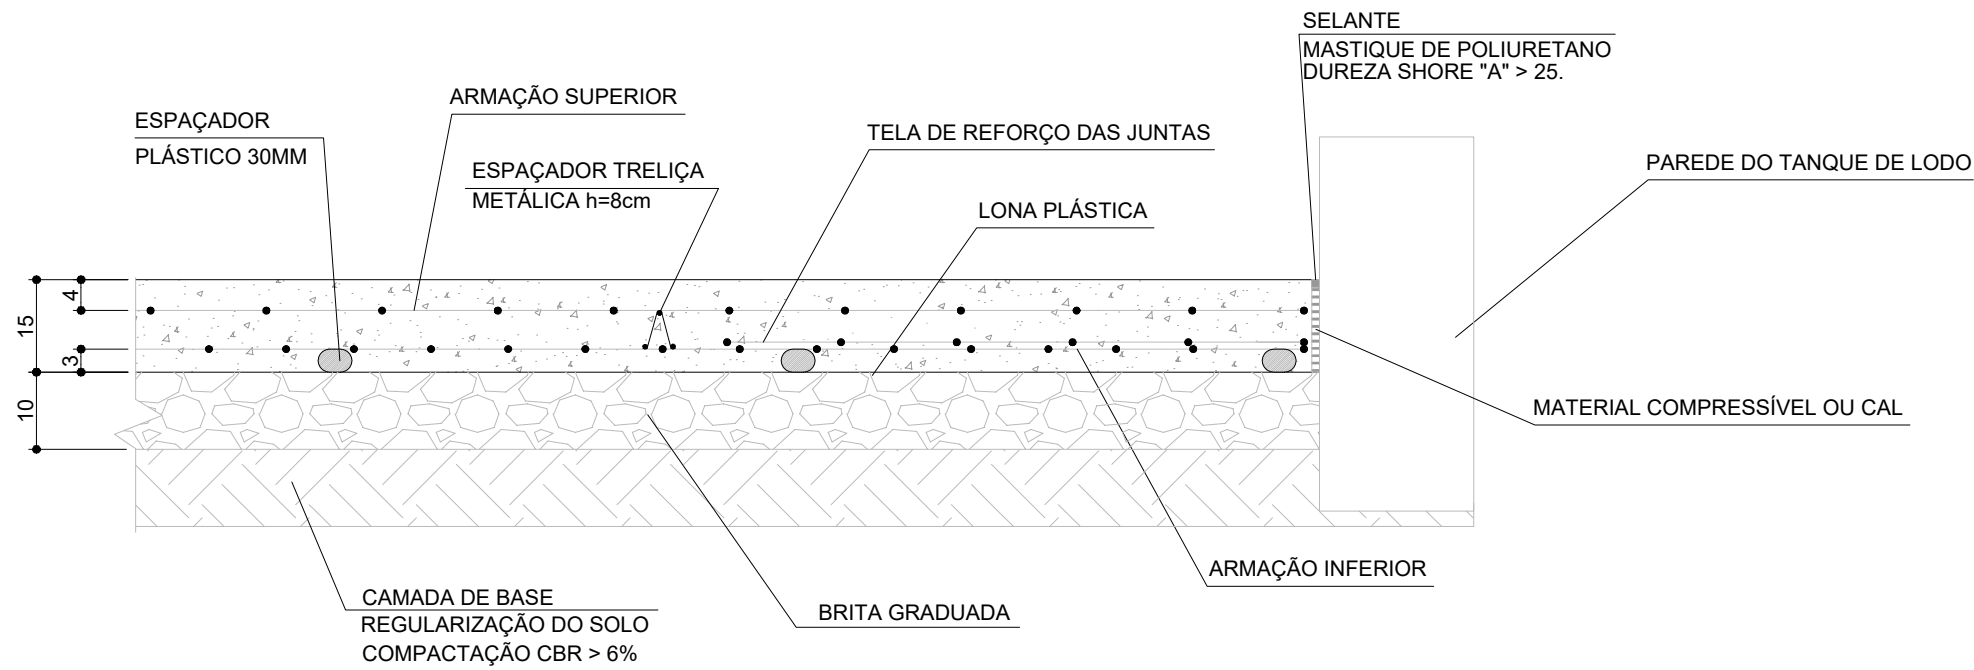 SELANTE
MASTIQUE DE POLIURETANO
DUREZA SHORE "A" > 25.
ARMAÇÃO SUPERIOR
ESPAÇADOR
PLÁSTICO 30MM
TELA DE REFORÇO DAS JUNTAS
ESPAÇADOR TRELIÇA
METÁLICA h=8cm
PAREDE DO TANQUE DE LODO
LONA PLÁSTICA
4
15
3
10
MATERIAL COMPRESSÍVEL OU CAL
ARMAÇÃO INFERIOR
CAMADA DE BASE
REGULARIZAÇÃO DO SOLO
COMPACTAÇÃO CBR > 6%
BRITA GRADUADA